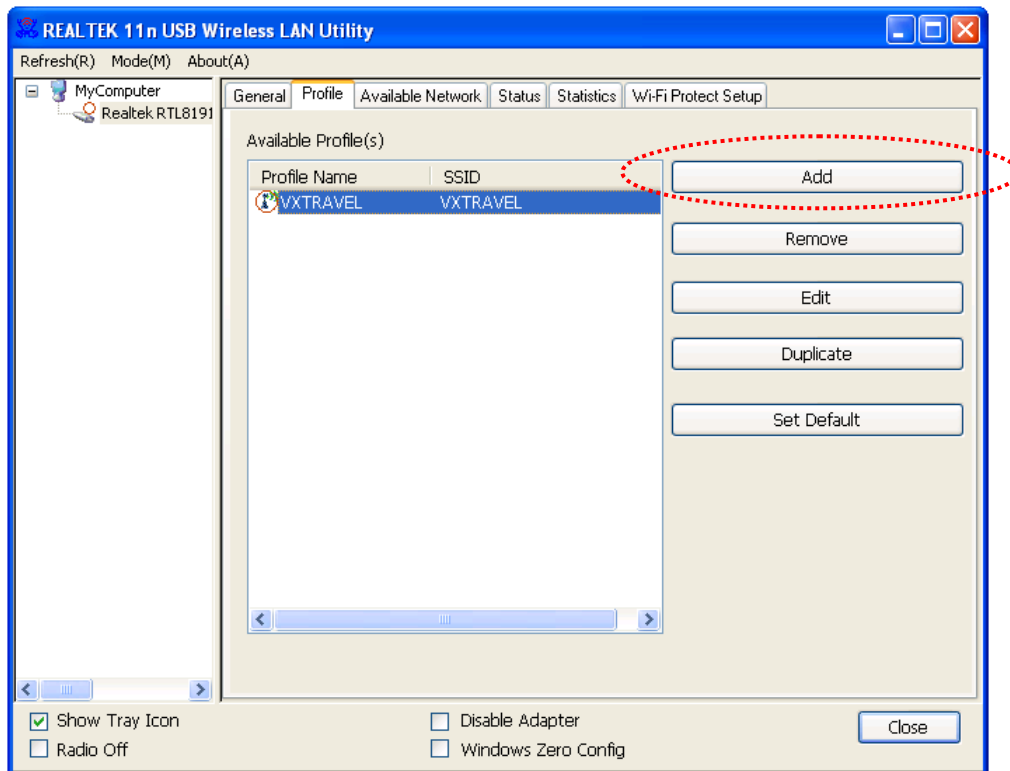 REALTEK 11n USB Wireless LAN Utility
Refresh(R) Mode(M) About(A)
MyComputer
Realtek RTL8191
General Profile Available Network Status Statistics Wi-Fi Protect Setup
Available Profile(s)
Profile Name SSID
VXTRAVEL VXTRAVEL
Add
Remove
Edit
Duplicate
Set Default
Show Tray Icon
Radio Off
Disable Adapter
Windows Zero Config
Close